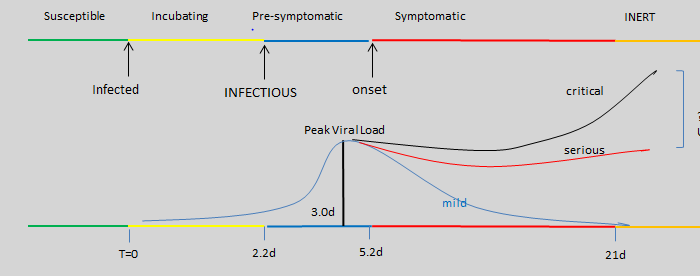 Susceptible Incubating Pre-symptomatic Symptomatic INERT
Infected INFECTIOUS onset
critical
Peak Viral Load
serious
mild
3.0d
T=0 2.2d 5.2d 21d